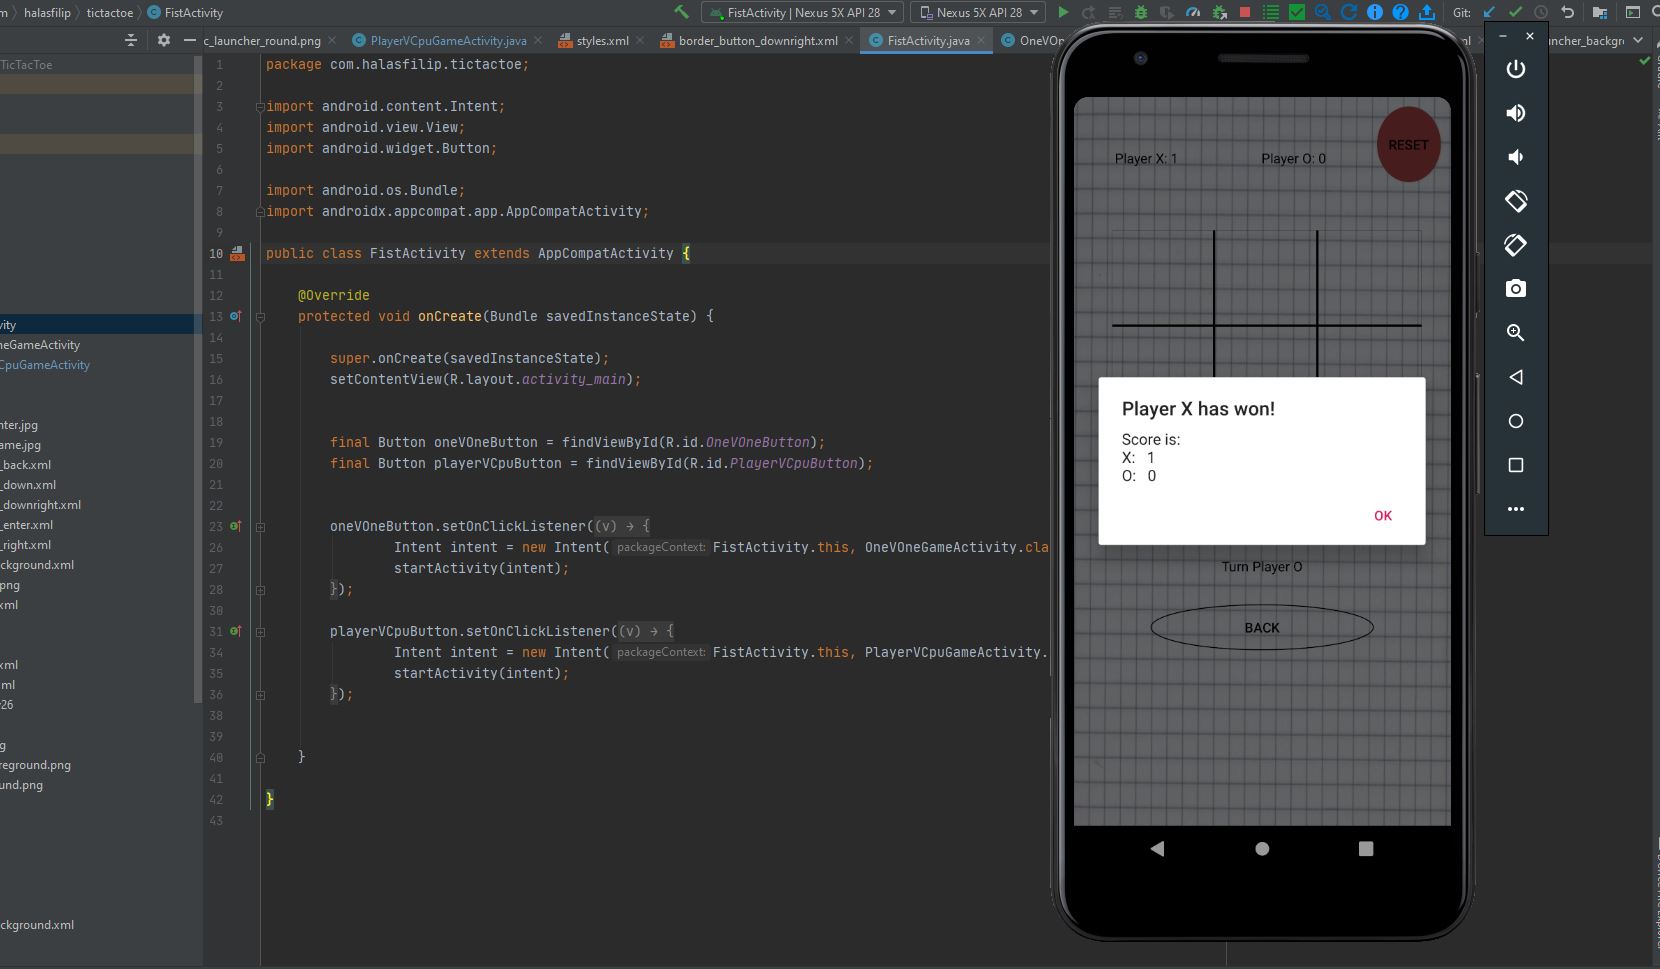 m halasfilip tictactoe FistActivity
FistActivity | Nexus 5X API 28
Nexus 5X API 28
Git:
c_launcher_round.png
PlayerVCpuGameActivity.java
styles.xml
border_button_downright.xml
FistActivity.java
OneVOn
ml
uncher_backgr
TicTacToe
vity
neGameActivity
CpuGameActivity
nter.jpg
ame.jpg
_back.xml
_down.xml
_downright.xml
_enter.xml
_right.xml
ckground.xml
png
xml
xml
ml
v26
g
reground.png
und.png
ckground.xml
1 package com.halasfilip.tictactoe;
2
3 import android.content.Intent;
4 import android.view.View;
5 import android.widget.Button;
6
7 import android.os.Bundle;
8 import androidx.appcompat.app.AppCompatActivity;
9
10 public class FistActivity extends AppCompatActivity {
11
12 @Override
13 protected void onCreate(Bundle savedInstanceState) {
14
15 super.onCreate(savedInstanceState);
16 setContentView(R.layout.activity_main);
17
18
19 final Button oneVOneButton = findViewById(R.id.OneVOneButton);
20 final Button playerVCpuButton = findViewById(R.id.PlayerVCpuButton);
21
22
23 oneVOneButton.setOnClickListener((v) → {
26 Intent intent = new Intent( packageContext: FistActivity.this, OneVOneGameActivity.cla
27 startActivity(intent);
28 });
30
31 playerVCpuButton.setOnClickListener((v) → {
34 Intent intent = new Intent( packageContext: FistActivity.this, PlayerVCpuGameActivity.
35 startActivity(intent);
36 });
38
39
40 }
41
42 }
43
Player X: 1
Player O: 0
RESET
Player X has won!
Score is:
X: 1
O: 0
OK
Turn Player O
BACK